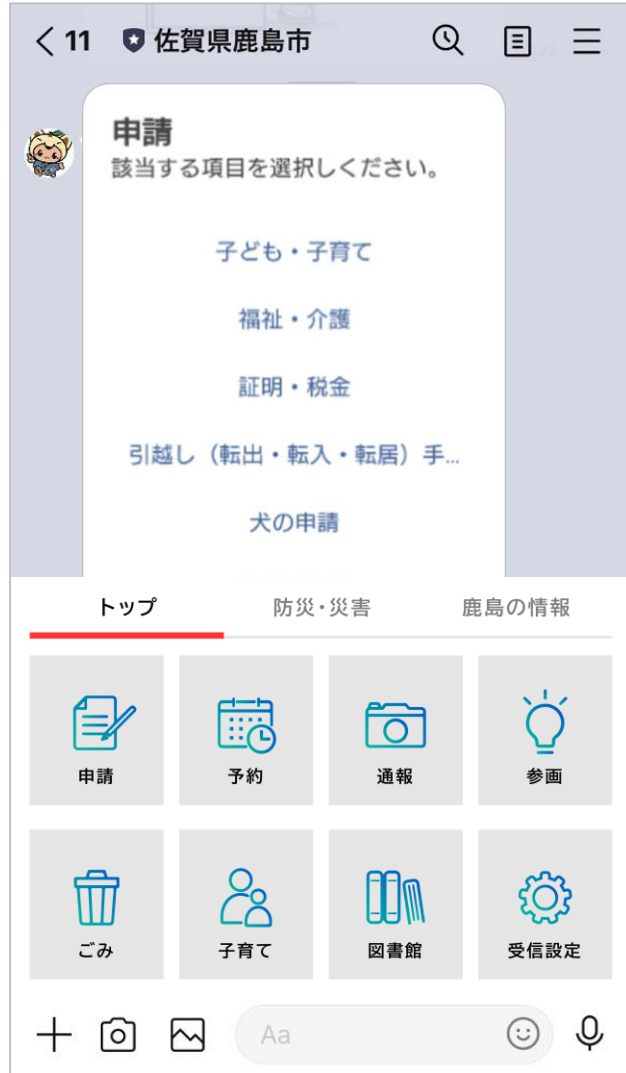 11 佐賀県鹿島市
申請
該当する項目を選択しください。
子ども・子育て
福祉・介護
証明・税金
引越し（転出・転入・転居）手...
犬の申請
トップ 防災・災害 鹿島の情報
申請 予約 通報 参画
ごみ 子育て 図書館 受信設定
Aa